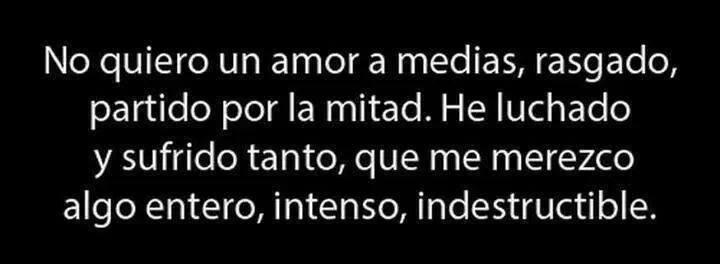 No quiero un amor a medias, rasgado,
partido por la mitad. He luchado
y sufrido tanto, que me merezco
algo entero, intenso, indestructible.